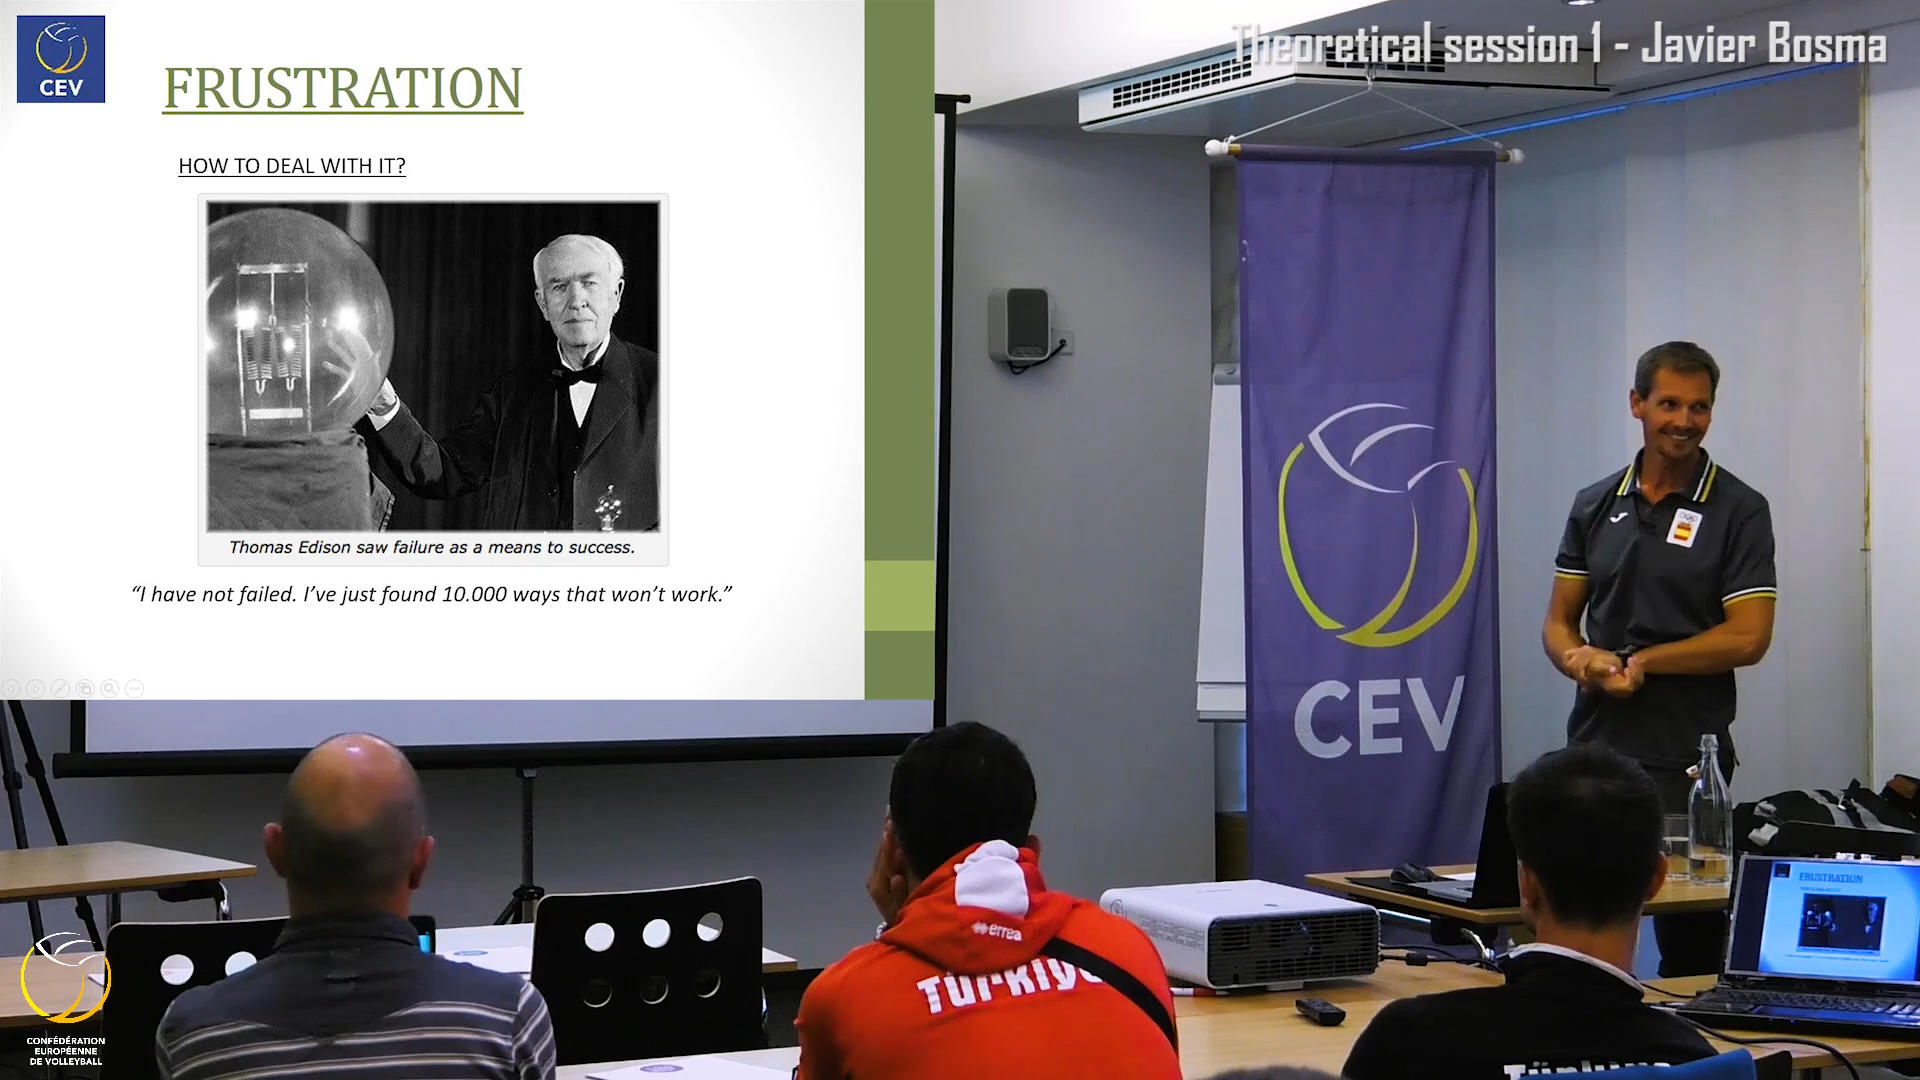 Theoretical session 1 - Javier Bosma
CEV
FRUSTRATION
HOW TO DEAL WITH IT?
Thomas Edison saw failure as a means to success.
“I have not failed. I’ve just found 10.000 ways that won’t work.”
CEV
errea
Türkiye
FRUSTRATION
CONFÉDÉRATION
EUROPÉENNE
DE VOLLEYBALL